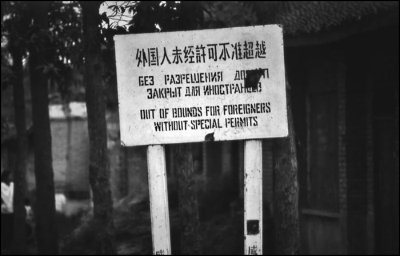 外国人未经許可不准超越
БЕЗ РАЗРЕШЕНИЯ
ЗАКРЫТ ДЛЯ ИНОСТРАНЦЕВ
OUT OF BOUNDS FOR FOREIGNERS
WITHOUT SPECIAL PERMITS